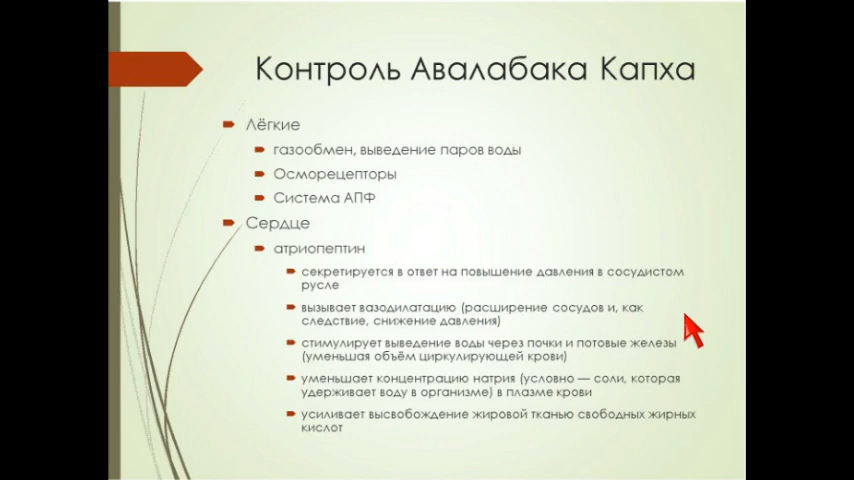 Контроль Авалабака Капха
Лёгкие
газообмен, выведение паров воды
Осморецепторы
Система АПФ
Сердце
атриопептин
секретируется в ответ на повышение давления в сосудистом
русле
вызывает вазодилатацию (расширение сосудов и, как
следствие, снижение давления)
стимулирует выведение воды через почки и потовые железы
(уменьшая объём циркулирующей крови)
уменьшает концентрацию натрия (условно — соли, которая
удерживает воду в организме) в плазме крови
усиливает высвобождение жировой тканью свободных жирных
кислот